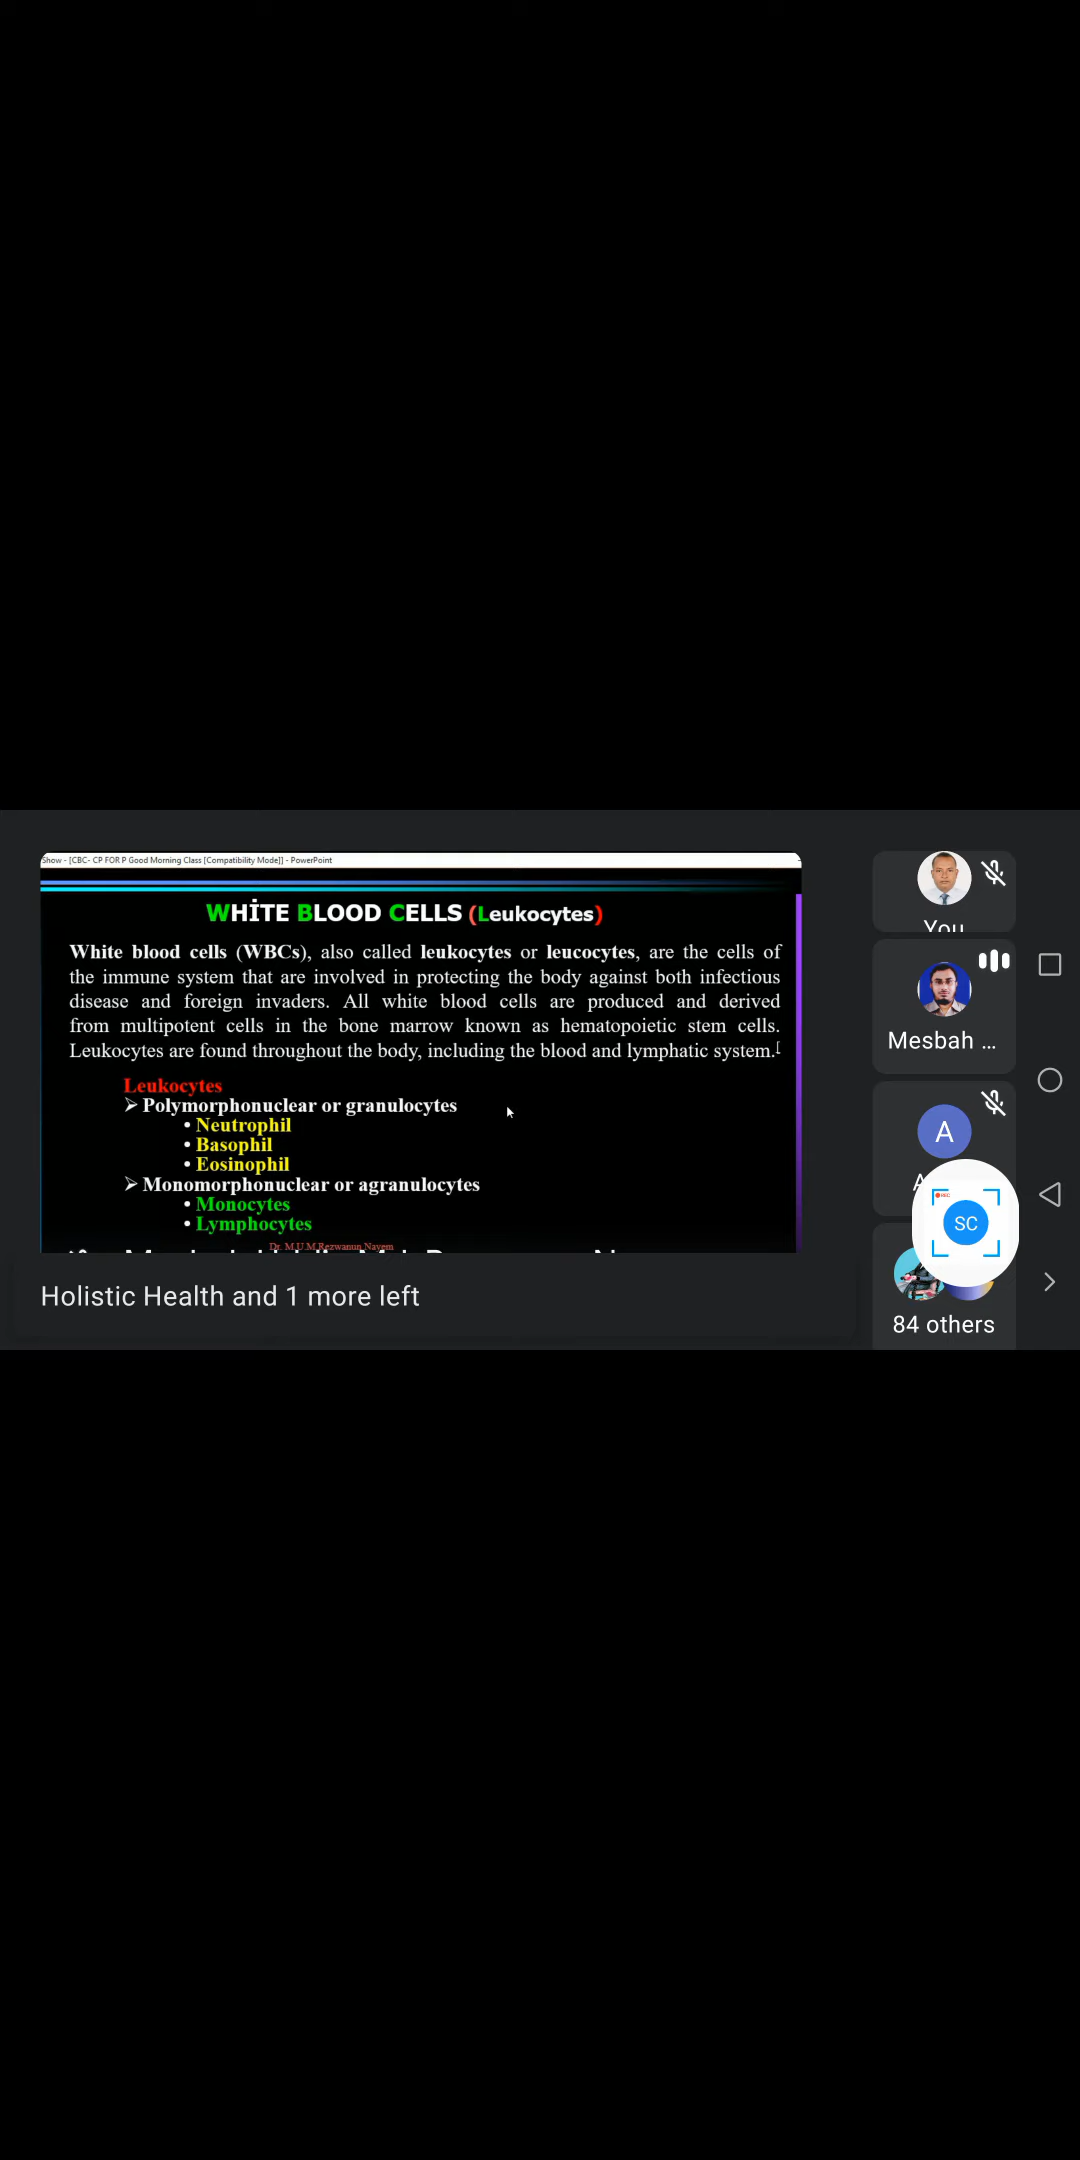 Show - [CBC- CP FOR P Good Morning Class [Compatibility Mode]] - PowerPoint
WHİTE BLOOD CELLS (Leukocytes)
White blood cells (WBCs), also called leukocytes or leucocytes, are the cells of
the immune system that are involved in protecting the body against both infectious
disease and foreign invaders. All white blood cells are produced and derived
from multipotent cells in the bone marrow known as hematopoietic stem cells.
Leukocytes are found throughout the body, including the blood and lymphatic system.[
Leukocytes
➢ Polymorphonuclear or granulocytes
• Neutrophil
• Basophil
• Eosinophil
➢ Monomorphonuclear or agranulocytes
• Monocytes
• Lymphocytes
Dr. M.U.M.Rezwanun Nayem
Holistic Health and 1 more left
You
Mesbah ...
A
REC
SC
84 others